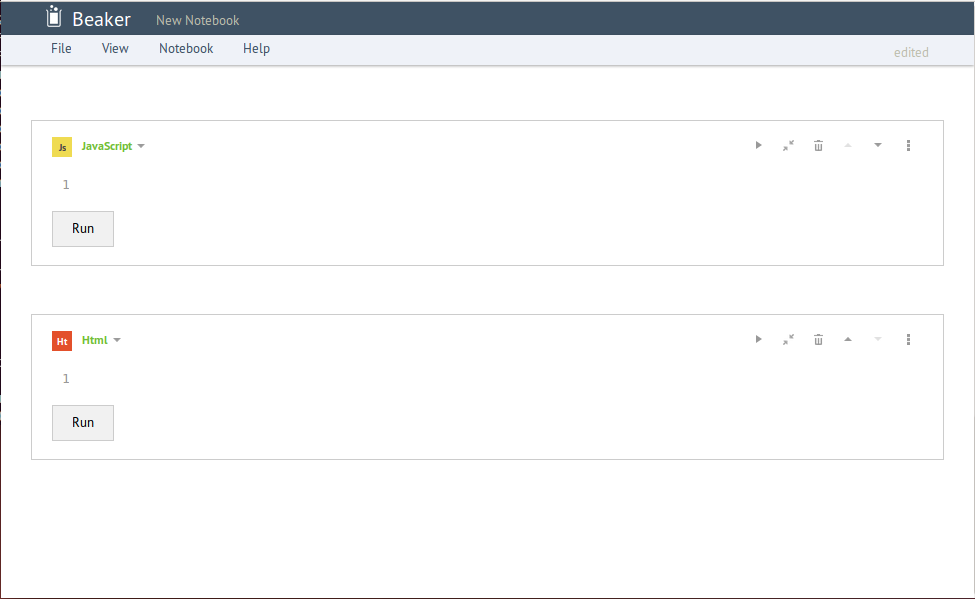 Beaker New Notebook
File View Notebook Help edited
Js JavaScript
1
Run
Ht Html
1
Run